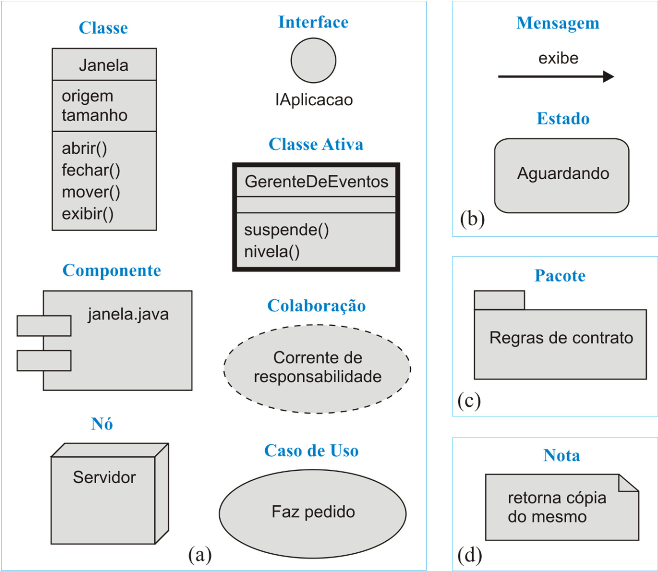 Classe
Janela
origem
tamanho
abrir()
fechar()
mover()
exibir()
Interface
IAplicacao
Classe Ativa
GerenteDeEventos
suspende()
nivela()
Componente
janela.java
Colaboração
Corrente de
responsabilidade
Nó
Servidor
Caso de Uso
Faz pedido
(a)
Mensagem
exibe
Estado
Aguardando
(b)
Pacote
Regras de contrato
(c)
Nota
retorna cópia
do mesmo
(d)